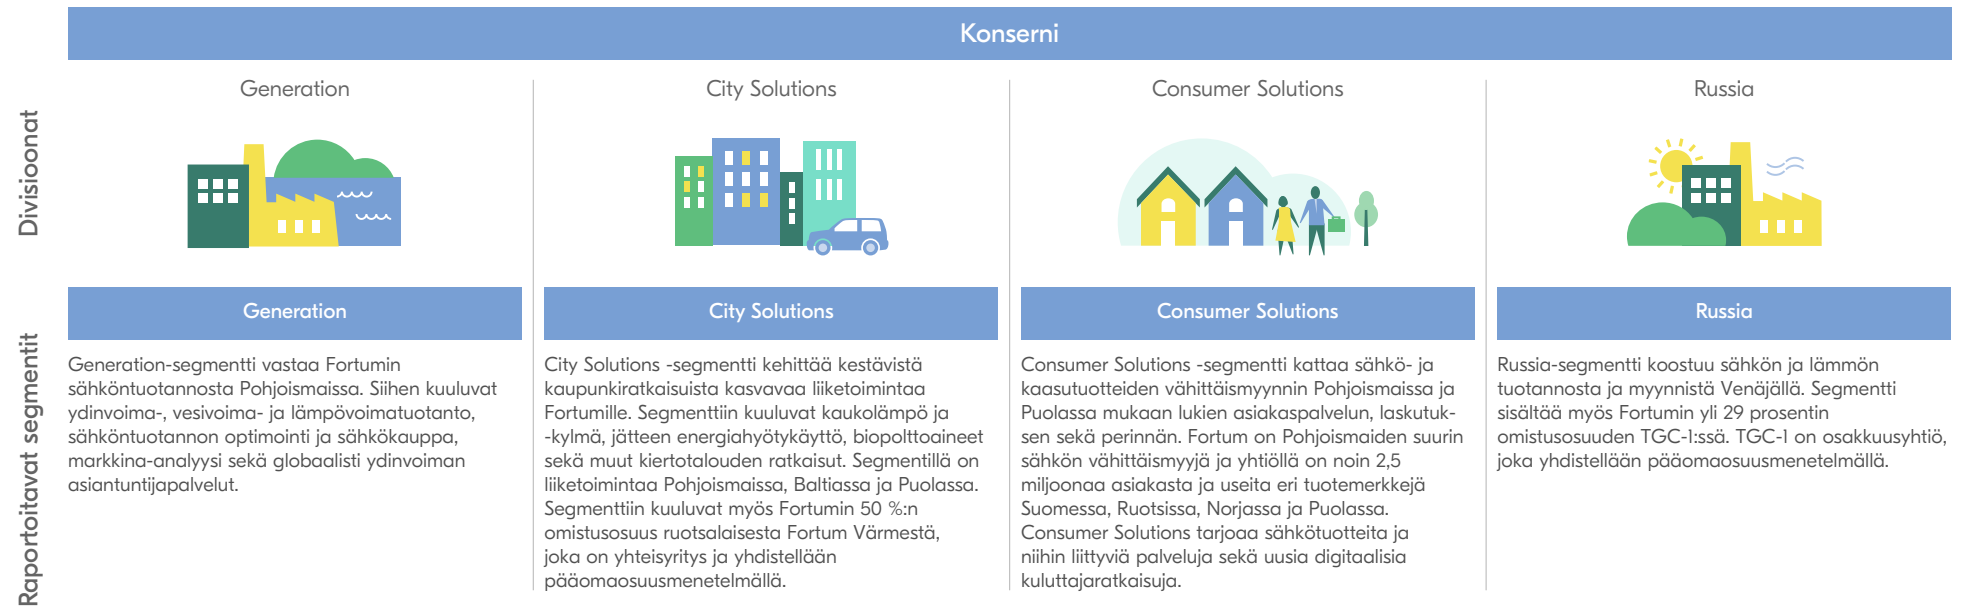 Konserni
Divisioonat
Generation
City Solutions
Consumer Solutions
Russia
Raportoitavat segmentit
Generation
Generation-segmentti vastaa Fortumin
sähköntuotannosta Pohjoismaissa. Siihen kuuluvat
ydinvoima-, vesivoima- ja lämpövoimatuotanto,
sähköntuotannon optimointi ja sähkökauppa,
markkina-analyysi sekä globaalisti ydinvoiman
asiantuntijapalvelut.
City Solutions
City Solutions -segmentti kehittää kestävistä
kaupunkiratkaisuista kasvavaa liiketoimintaa
Fortumille. Segmenttiin kuuluvat kaukolämpö ja
-kylmä, jätteen energiahyötykäyttö, biopolttoaineet
sekä muut kiertotalouden ratkaisut. Segmentillä on
liiketoimintaa Pohjoismaissa, Baltiassa ja Puolassa.
Segmenttiin kuuluvat myös Fortumin 50 %:n
omistusosuus ruotsalaisesta Fortum Värmestä,
joka on yhteisyritys ja yhdistellään
pääomaosuusmenetelmällä.
Consumer Solutions
Consumer Solutions -segmentti kattaa sähkö- ja
kaasutuotteiden vähittäismyynnin Pohjoismaissa ja
Puolassa mukaan lukien asiakaspalvelun, laskutuk-
sen sekä perinnän. Fortum on Pohjoismaiden suurin
sähkön vähittäismyyjä ja yhtiöllä on noin 2,5
miljoonaa asiakasta ja useita eri tuotemerkkejä
Suomessa, Ruotsissa, Norjassa ja Puolassa.
Consumer Solutions tarjoaa sähkötuotteita ja
niihin liittyviä palveluja sekä uusia digitaalisia
kuluttajaratkaisuja.
Russia
Russia-segmentti koostuu sähkön ja lämmön
tuotannosta ja myynnistä Venäjällä. Segmentti
sisältää myös Fortumin yli 29 prosentin
omistusosuuden TGC-1:ssä. TGC-1 on osakkuusyhtiö,
joka yhdistellään pääomaosuusmenetelmällä.